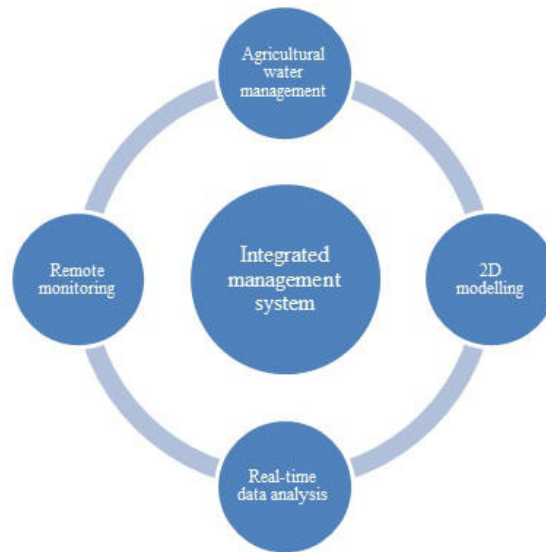 Agricultural
water
management
Remote
monitoring
Integrated
management
system
2D
modelling
Real-time
data analysis